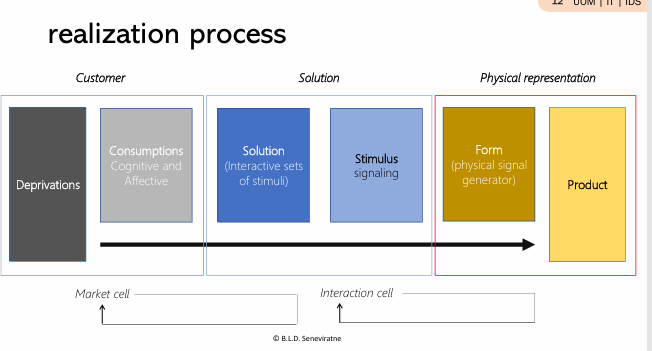 12 UOM | IT | IDS
realization process
Customer
Solution
Physical representation
Deprivations
Consumptions
Cognitive and
Affective
Solution
(Interactive sets
of stimuli)
Stimulus
signaling
Form
(physical signal
generator)
Product
Market cell
Interaction cell
© B.L.D. Seneviratne